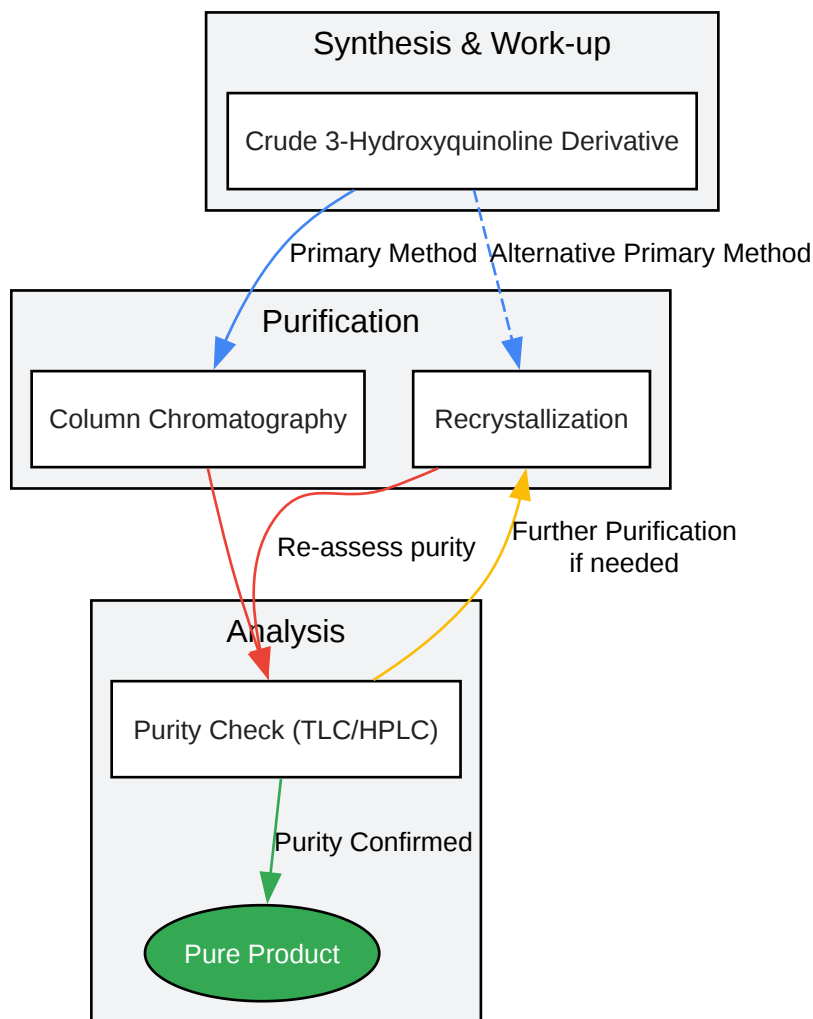 Synthesis & Work-up
Crude 3-Hydroxyquinoline Derivative
Primary Method
Alternative Primary Method
Purification
Column Chromatography
Recrystallization
Re-assess purity
Further Purification
if needed
Analysis
Purity Check (TLC/HPLC)
Purity Confirmed
Pure Product